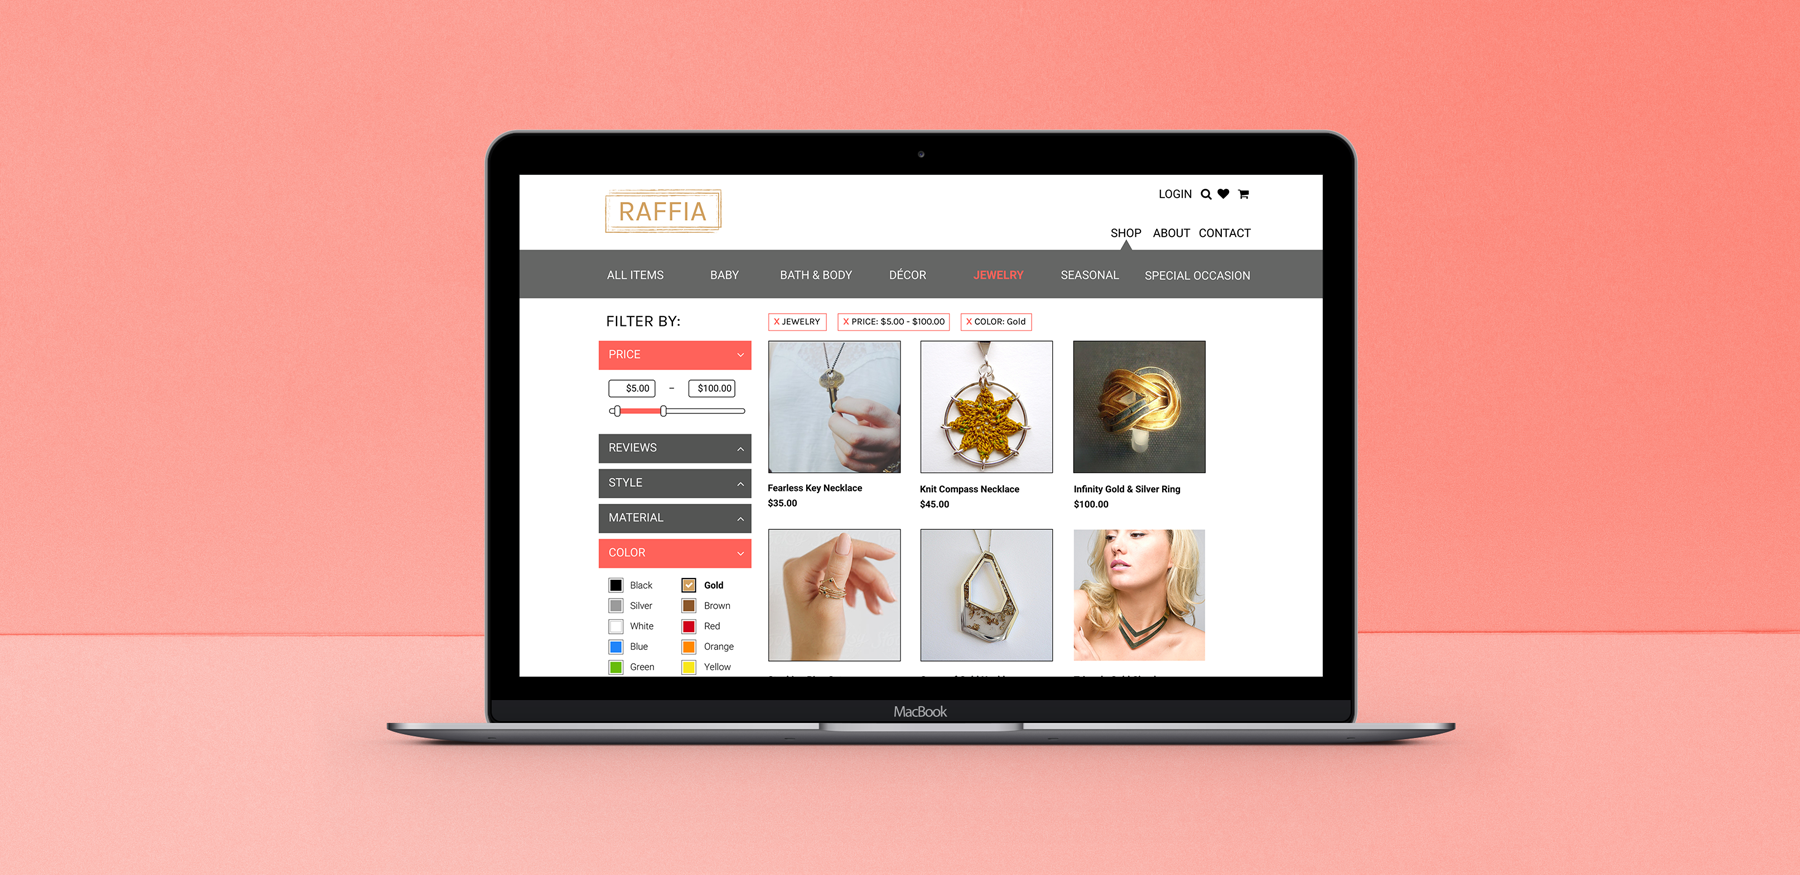 RAFFIA
LOGIN
SHOP ABOUT CONTACT
ALL ITEMS BABY BATH & BODY DÉCOR JEWELRY SEASONAL SPECIAL OCCASION
FILTER BY:
X JEWELRY X PRICE: $5.00 - $100.00 X COLOR: Gold
PRICE
$5.00 – $100.00
REVIEWS
STYLE
MATERIAL
COLOR
Black Gold
Silver Brown
White Red
Blue Orange
Green Yellow
Fearless Key Necklace
$35.00
Knit Compass Necklace
$45.00
Infinity Gold & Silver Ring
$100.00
MacBook